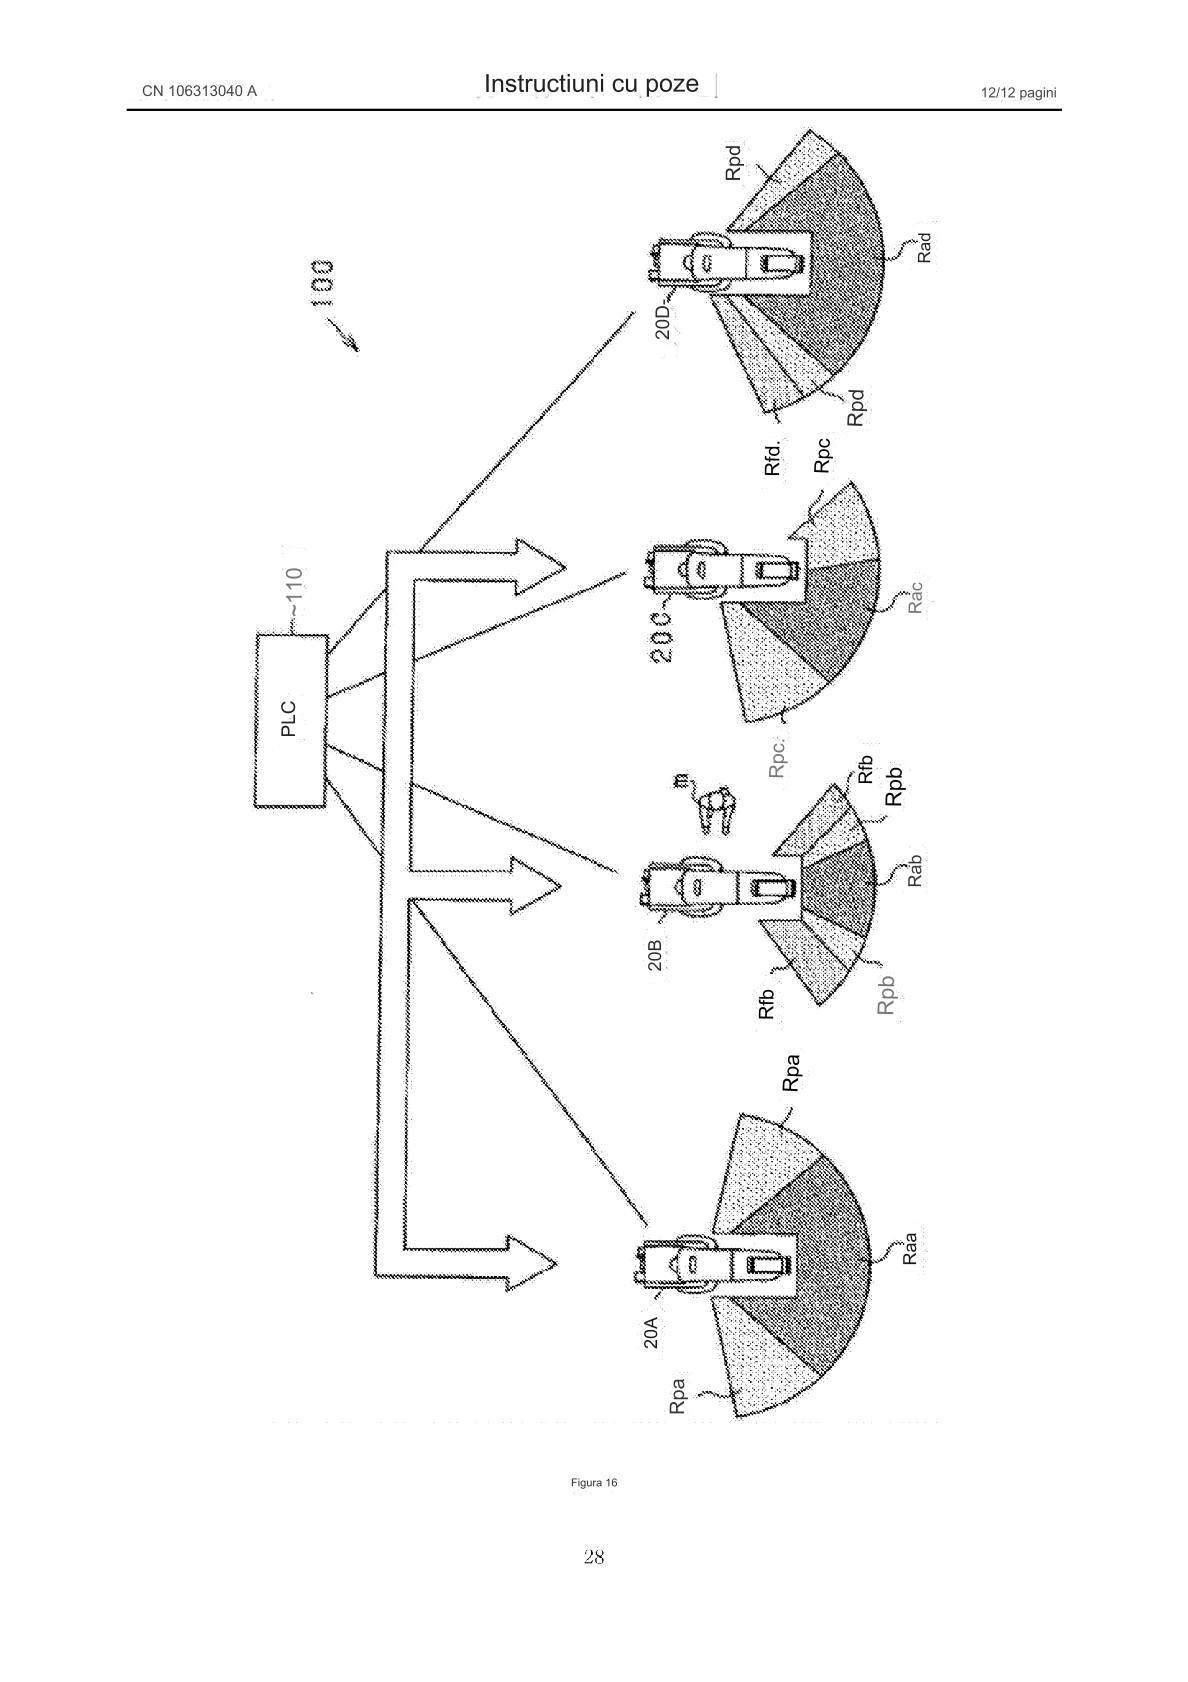 CN 106313040 A
Instructiuni cu poze
12/12 pagini
100
Rpd
Rad
20D
Rpd
Rfd.
Rpc
110
PLC
20C
Rac
Rpc.
m
Rfb
Rpb
Rab
20B
Rfb
Rpb
Rpa
Raa
20A
Rpa
Figura 16
28